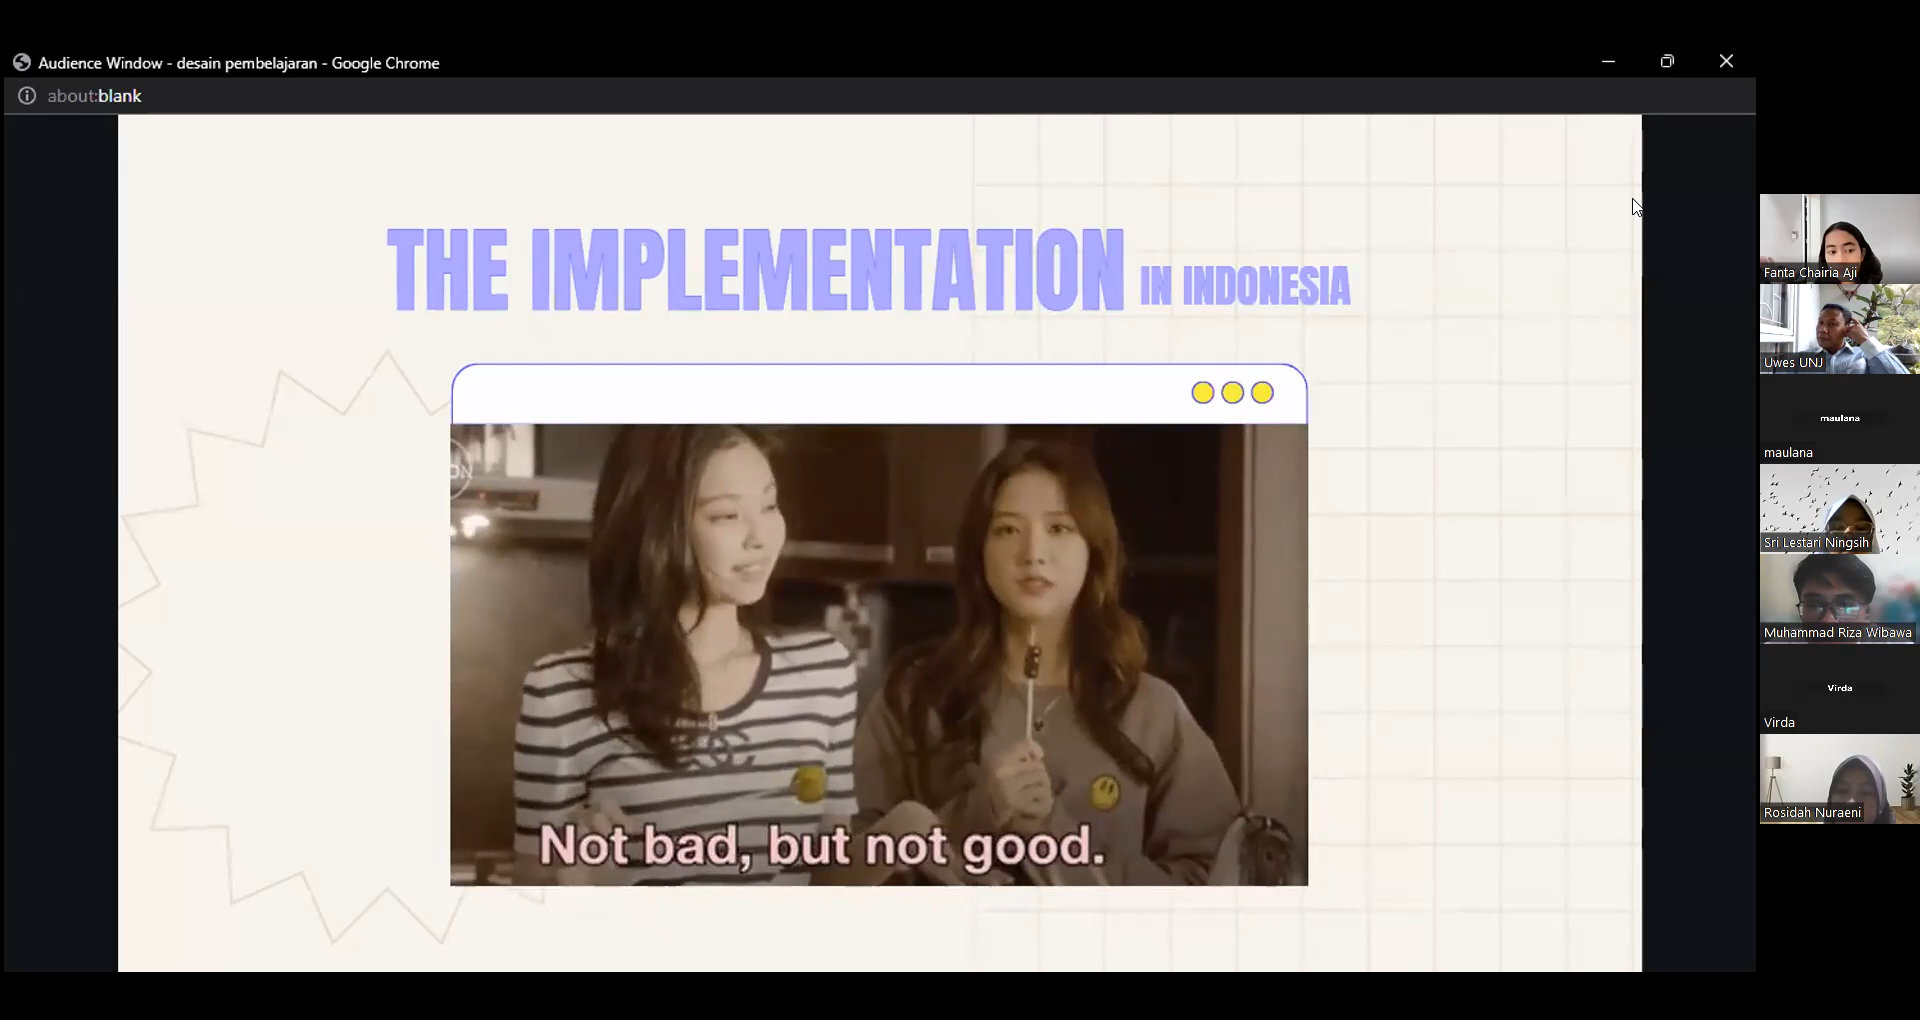 Audience Window - desain pembelajaran - Google Chrome
about:blank
THE IMPLEMENTATION IN INDONESIA
ON
Not bad, but not good.
Fanta Chairia Aji
Uwes UNJ
maulana
maulana
Sri Lestari Ningsih
Muhammad Riza Wibawa
Virda
Virda
Rosidah Nuraeni